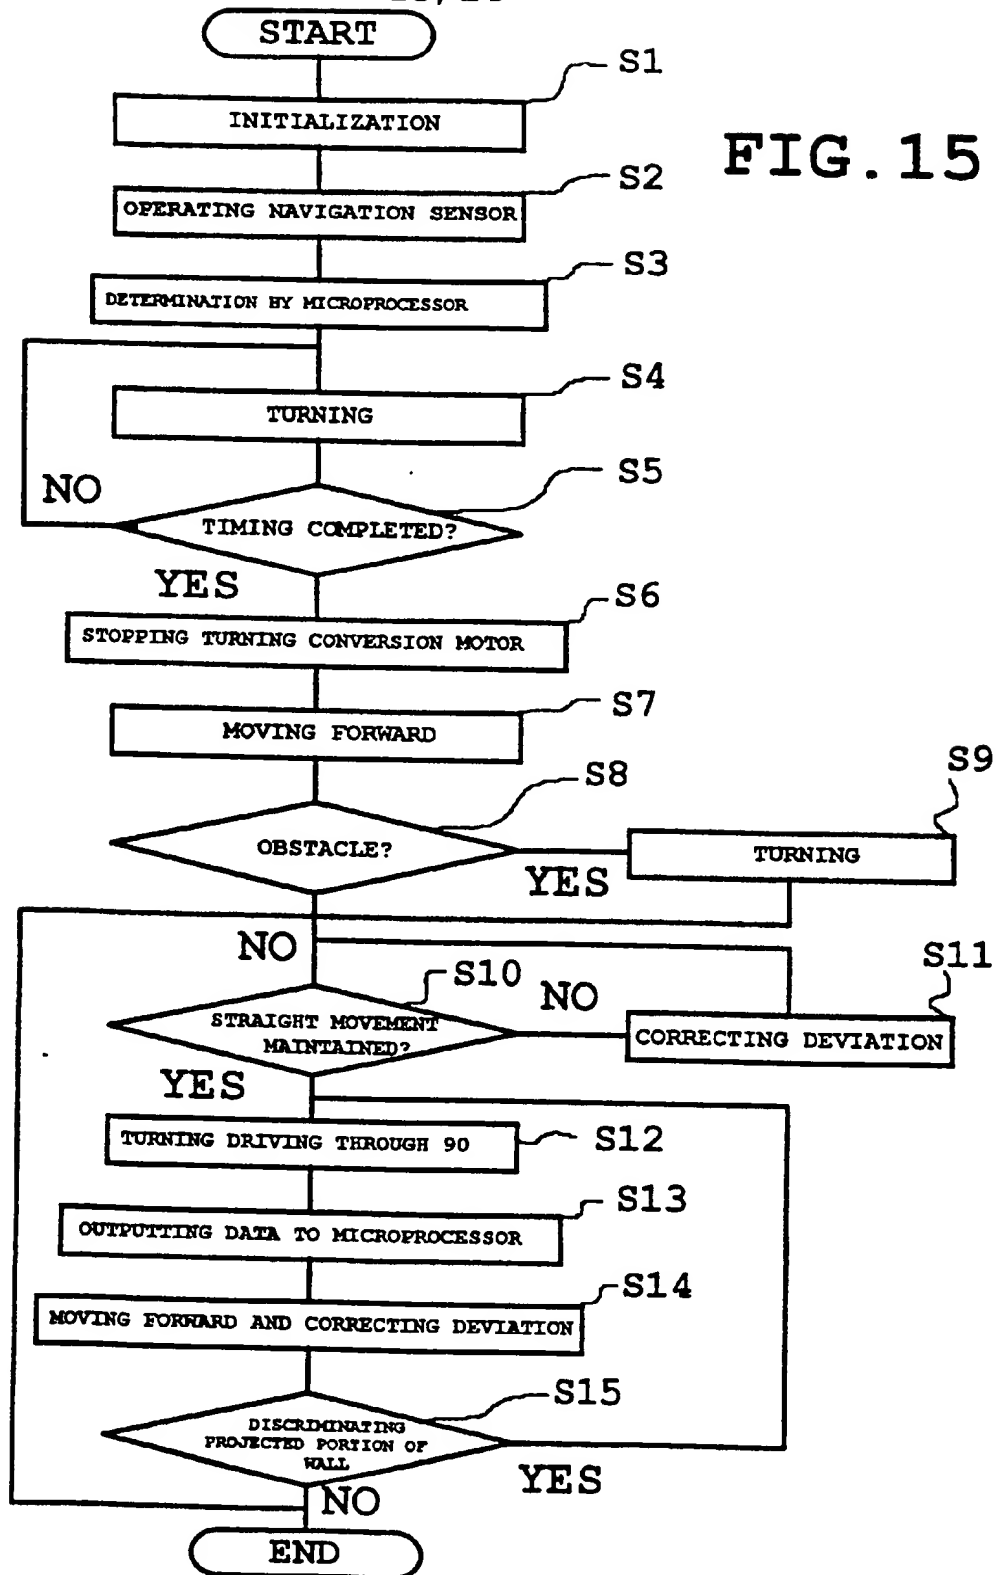 START
S1
INITIALIZATION
FIG.15
S2
OPERATING NAVIGATION SENSOR
S3
DETERMINATION BY MICROPROCESSOR
S4
TURNING
S5
NO
TIMING COMPLETED?
YES
S6
STOPPING TURNING CONVERSION MOTOR
S7
MOVING FORWARD
S8
S9
OBSTACLE?
TURNING
YES
NO
S10
NO
S11
STRAIGHT MOVEMENT
MAINTAINED?
CORRECTING DEVIATION
YES
TURNING DRIVING THROUGH 90
S12
S13
OUTPUTTING DATA TO MICROPROCESSOR
S14
MOVING FORWARD AND CORRECTING DEVIATION
S15
DISCRIMINATING
PROJECTED PORTION OF
WALL
YES
NO
END